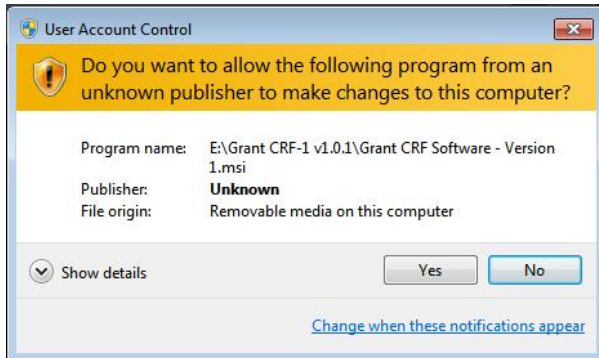 User Account Control
Do you want to allow the following program from an
unknown publisher to make changes to this computer?
Program name: E:\Grant CRF-1 v1.0.1\Grant CRF Software - Version
1.msi
Publisher: Unknown
File origin: Removable media on this computer
Show details Yes No
Change when these notifications appear